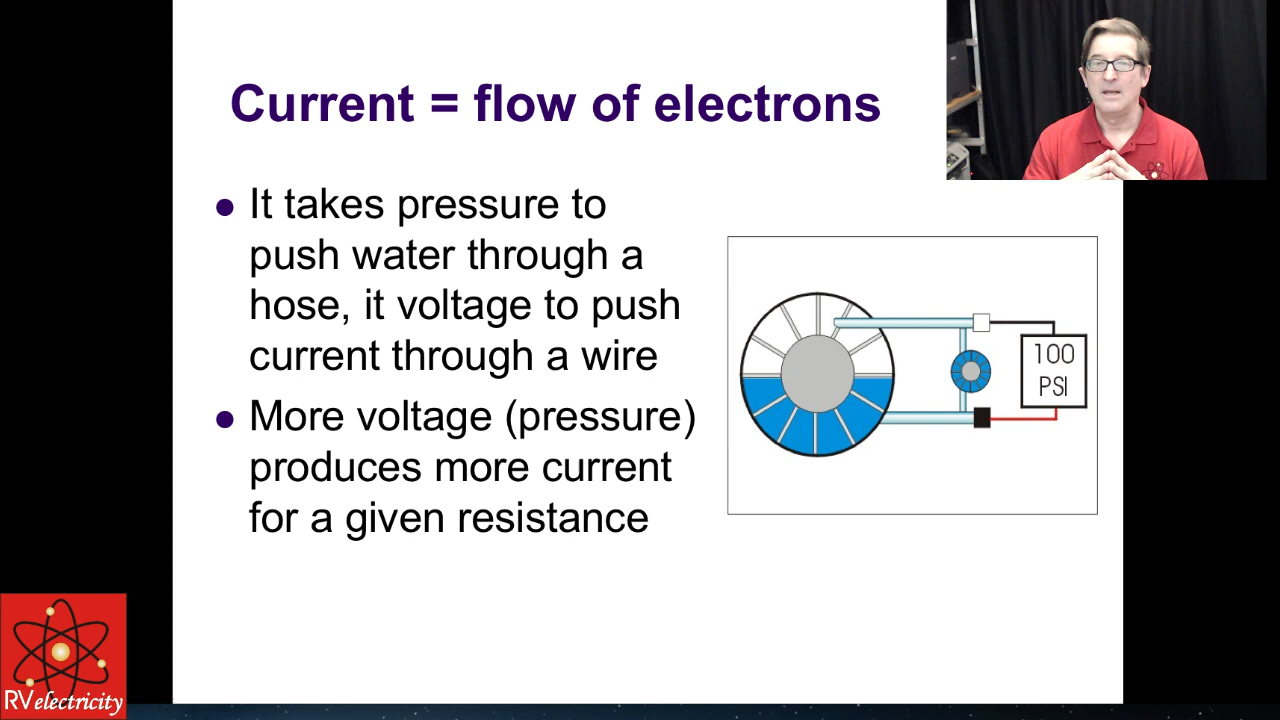 Current = flow of electrons
● It takes pressure to
push water through a
hose, it voltage to push
current through a wire
● More voltage (pressure)
produces more current
for a given resistance
100
PSI
RVelectricity